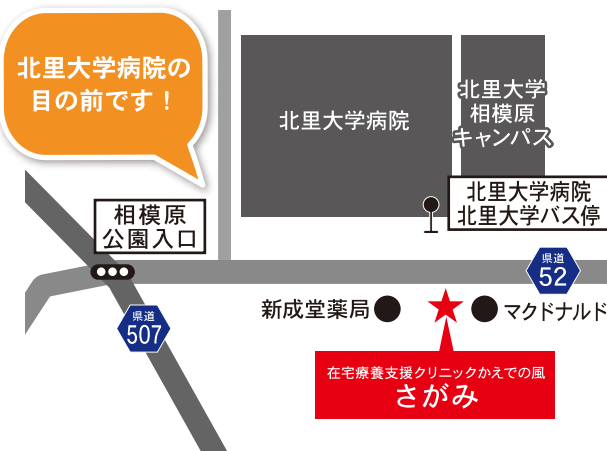 北里大学病院の
目の前です！
北里大学病院
北里大学
相模原
キャンパス
北里大学病院
北里大学バス停
相模原
公園入口
県道
52
県道
507
新成堂薬局
マクドナルド
在宅療養支援クリニックかえでの風
さがみ